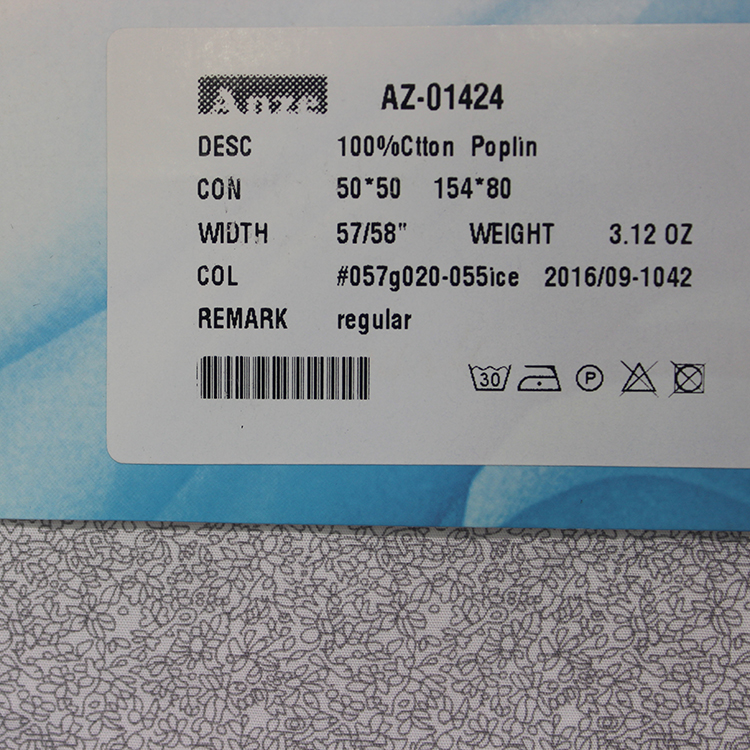 Anze AZ-01424
DESC 100%Ctton Poplin
CON 50*50 154*80
WIDTH 57/58" WEIGHT 3.12 OZ
COL #057g020-055ice 2016/09-1042
REMARK regular
30 P